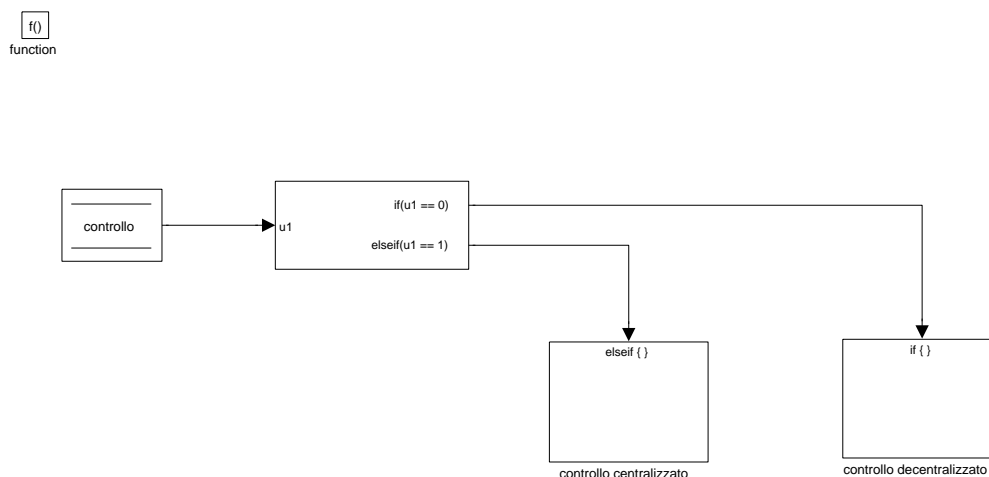 f()
function
controllo
u1
if(u1 == 0)
elseif(u1 == 1)
elseif { }
if { }
controllo centralizzato
controllo decentralizzato